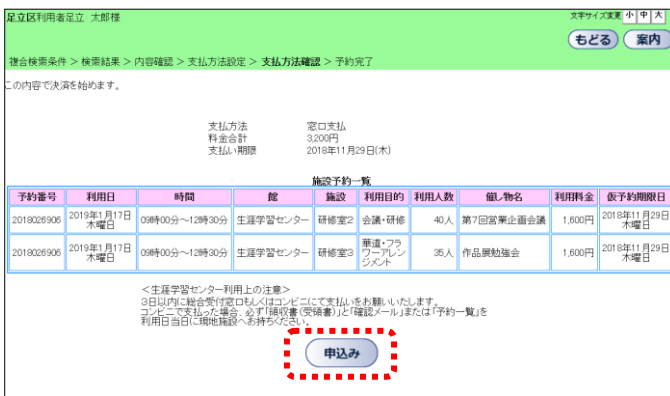 足立区利用者足立 太郎様
文字サイズ変更 小 中 大
もどる 案内
複合検索条件 > 検索結果 > 内容確認 > 支払方法設定 > 支払方法確認 > 予約完了
この内容で決済を始めます。
支払方法 窓口支払
料金合計 3,200円
支払い期限 2018年11月29日(木)
施設予約一覧
予約番号 利用日 時間 館 施設 利用目的 利用人数 催し物名 利用料金 仮予約期限日
2018026906 2019年1月17日 木曜日 09時00分～12時30分 生涯学習センター 研修室2 会議・研修 40人 第7回営業企画会議 1,600円 2018年11月29日 木曜日
2018026906 2019年1月17日 木曜日 09時00分～12時30分 生涯学習センター 研修室3 華道・フラワーアレンジメント 35人 作品展勉強会 1,600円 2018年11月29日 木曜日
<生涯学習センター利用上の注意>
3日以内に総合受付窓口もしくはコンビニにて支払いをお願いいたします。
コンビニで支払った場合、必ず「領収書(受領書)」と「確認メール」または「予約一覧」を
利用日当日に現地施設へお持ちください。
申込み